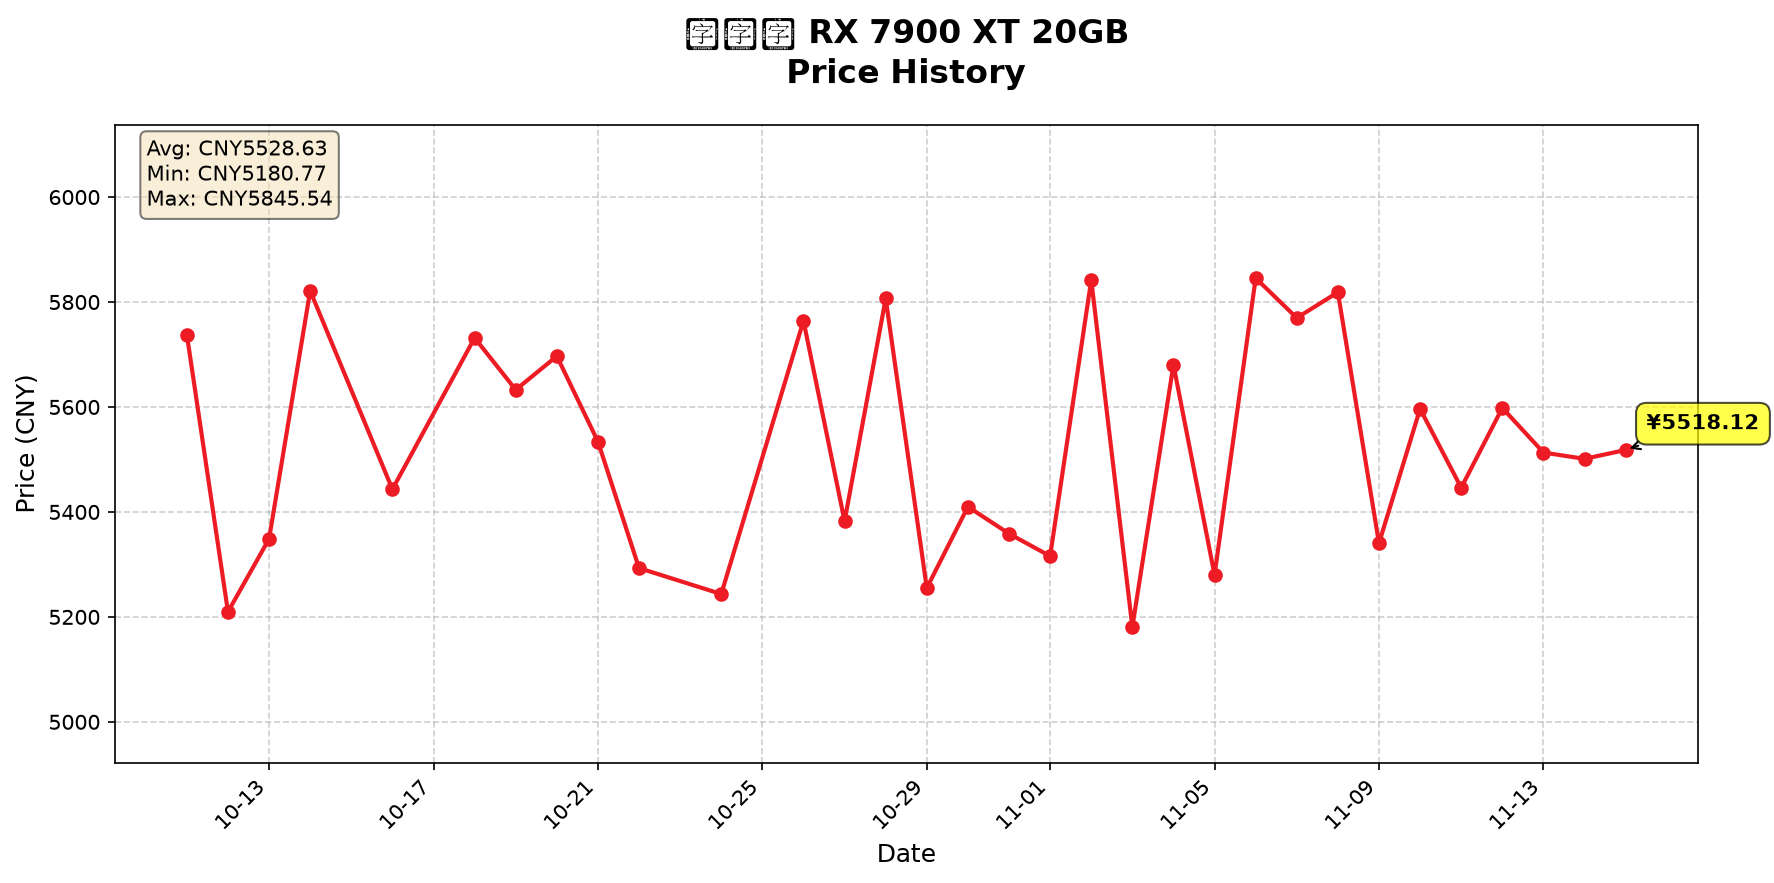 RX 7900 XT 20GB
Price History
Avg: CNY5528.63
Min: CNY5180.77
Max: CNY5845.54
Price (CNY)
6000
5800
5600
5400
5200
5000
¥5518.12
10-13
10-17
10-21
10-25
10-29
11-01
11-05
11-09
11-13
Date